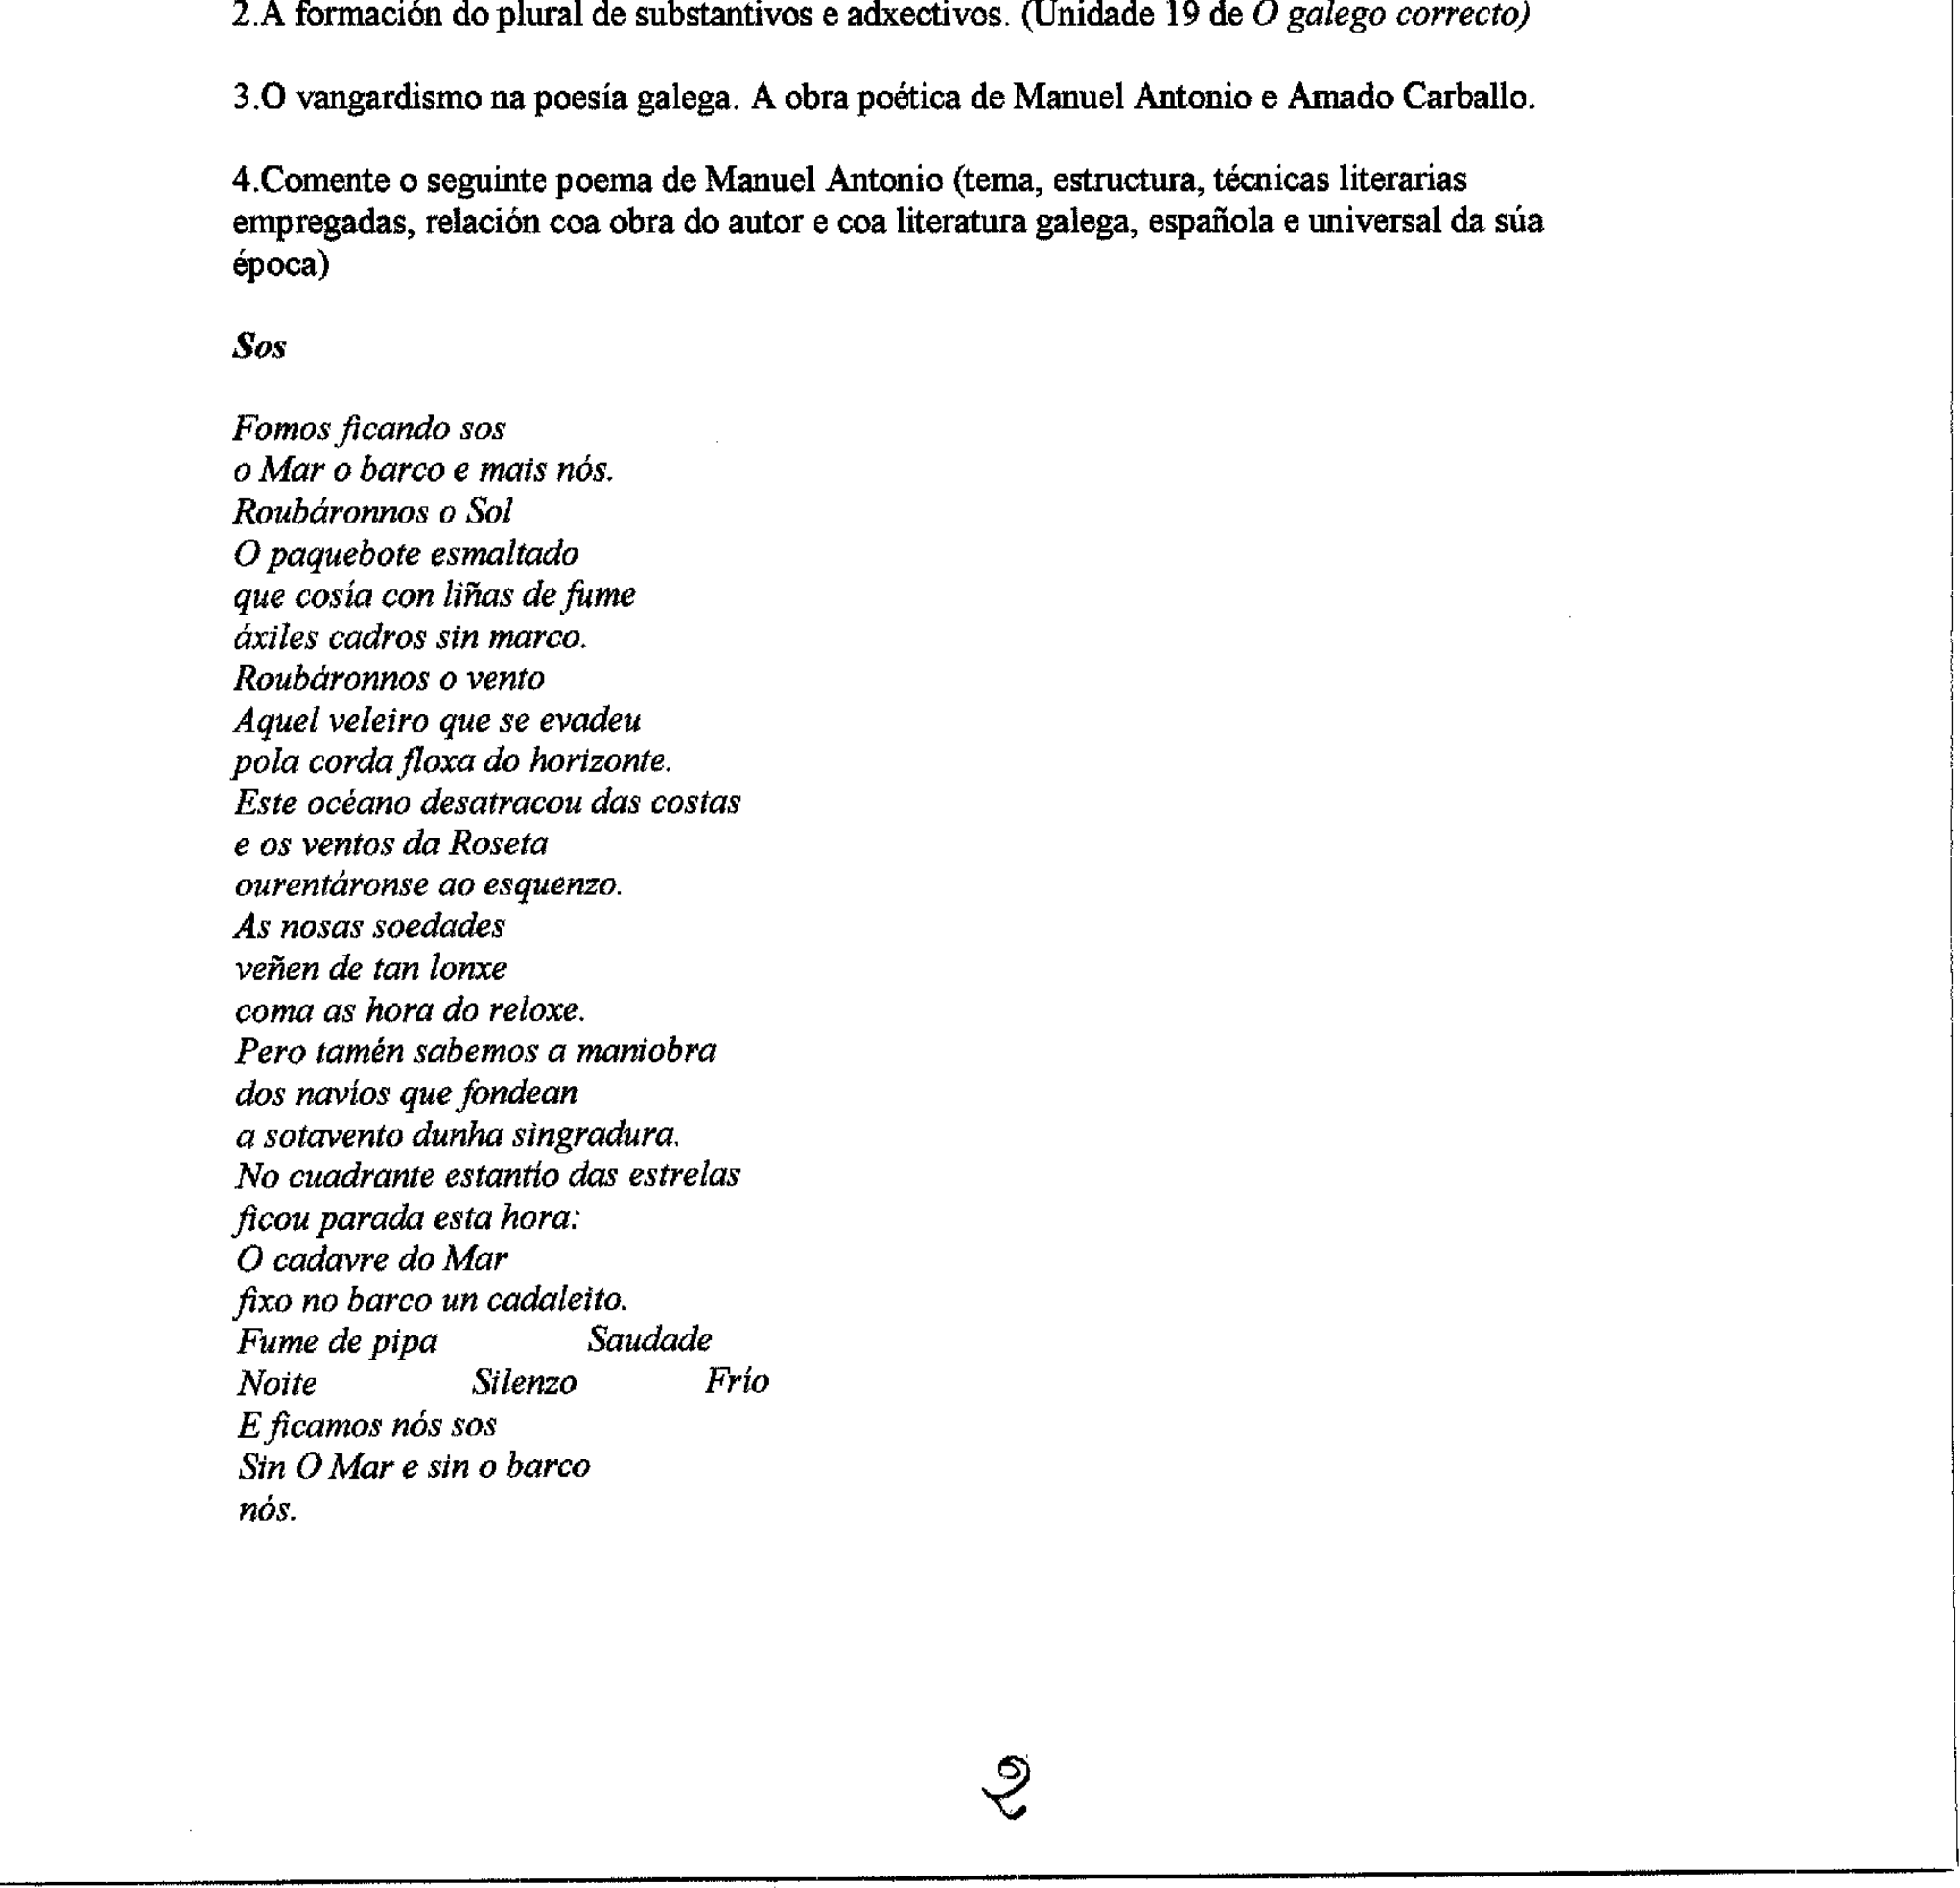 2.A formación do plural de substantivos e adxectivos. (Unidade 19 de O galego correcto)
3.O vangardismo na poesía galega. A obra poética de Manuel Antonio e Amado Carballo.
4.Comente o seguinte poema de Manuel Antonio (tema, estructura, técnicas literarias
empregadas, relación coa obra do autor e coa literatura galega, española e universal da súa
época)
Sos
Fomos ficando sos
o Mar o barco e mais nós.
Roubáronnos o Sol
O paquebote esmaltado
que cosía con liñas de fume
áxiles cadros sin marco.
Roubáronnos o vento
Aquel veleiro que se evadeu
pola corda floxa do horizonte.
Este océano desatracou das costas
e os ventos da Roseta
ourentáronse ao esquenzo.
As nosas soedades
veñen de tan lonxe
coma as hora do reloxe.
Pero tamén sabemos a maniobra
dos navíos que fondean
a sotavento dunha singradura.
No cuadrante estantío das estrelas
ficou parada esta hora:
O cadavre do Mar
fixo no barco un cadaleito.
Fume de pipa Saudade
Noite Silenzo Frío
E ficamos nós sos
Sin O Mar e sin o barco
nós.
2